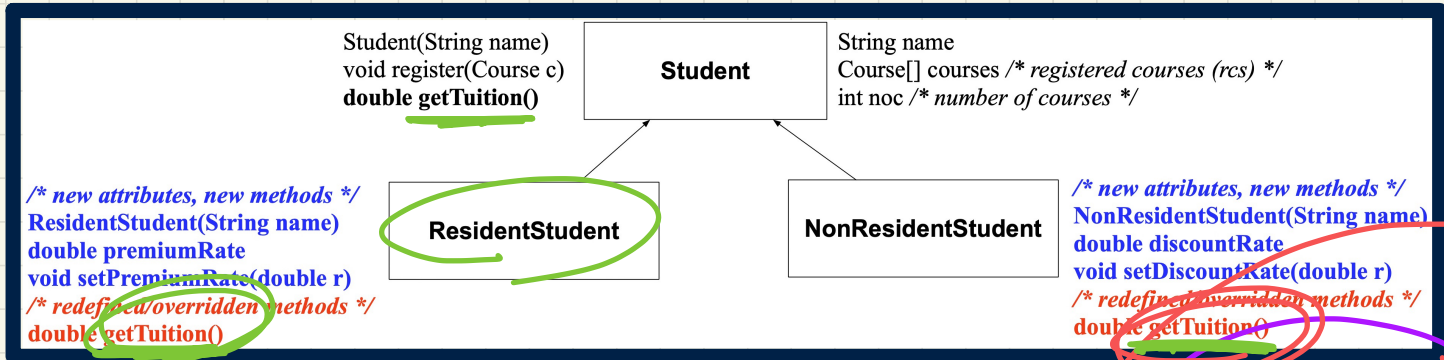 Student(String name)
void register(Course c)
double getTuition()
Student
String name
Course[] courses /* registered courses (rcs) */
int noc /* number of courses */
/* new attributes, new methods */
ResidentStudent(String name)
double premiumRate
void setPremiumRate(double r)
/* redefined/overridden methods */
double getTuition()
ResidentStudent
NonResidentStudent
/* new attributes, new methods */
NonResidentStudent(String name)
double discountRate
void setDiscountRate(double r)
/* redefined/overridden methods */
double getTuition()